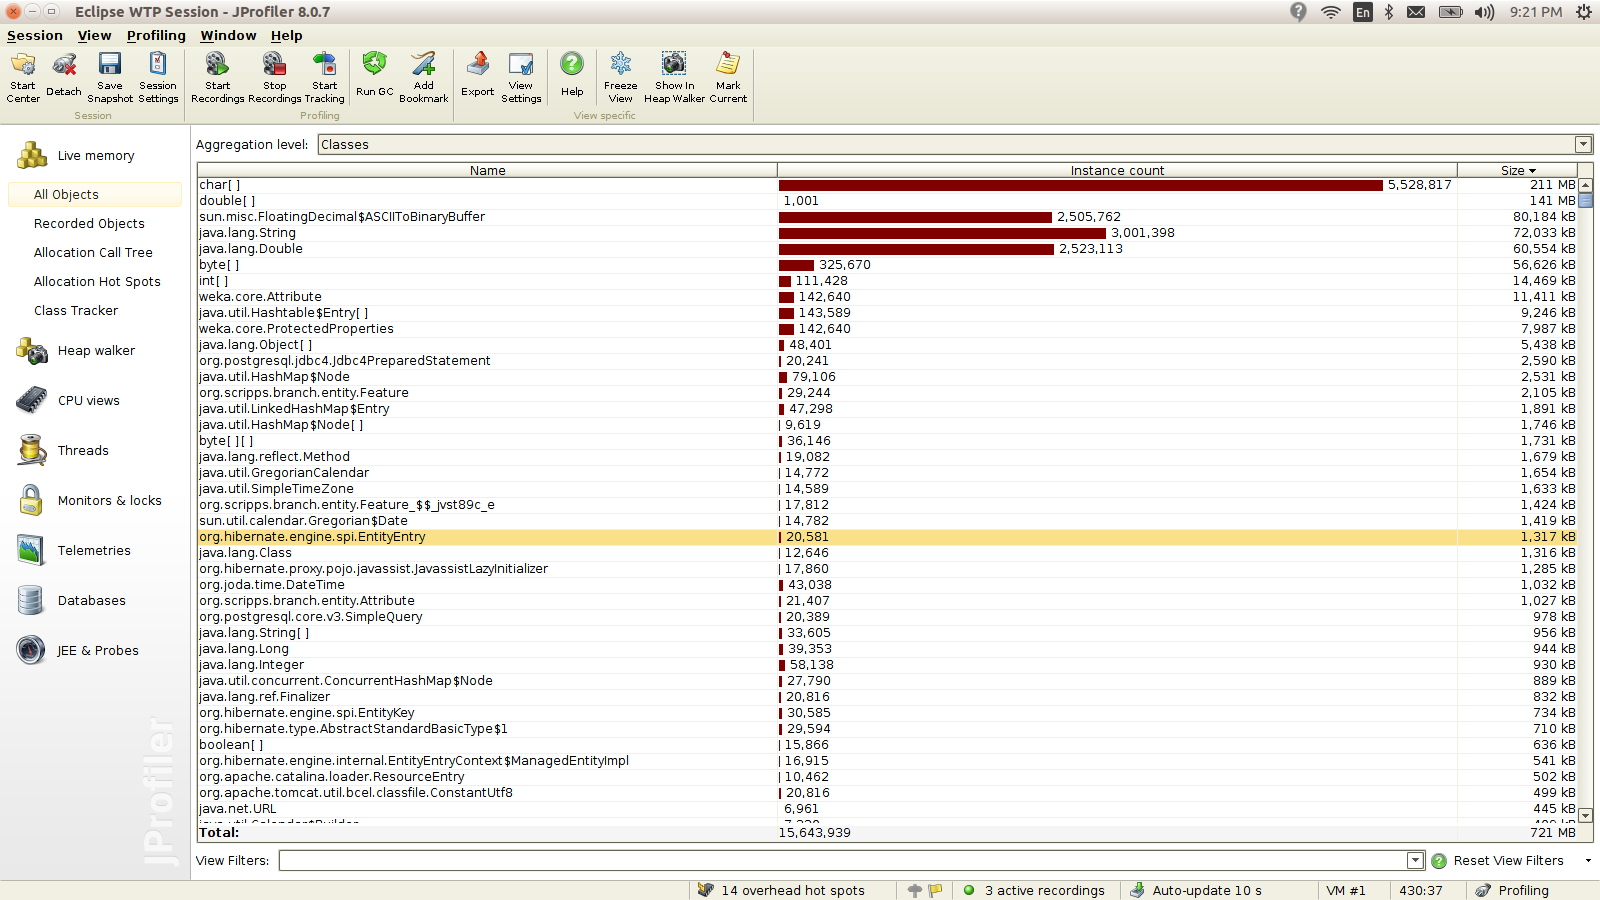 Eclipse WTP Session - JProfiler 8.0.7
En
9:21 PM
Session View Profiling Window Help
Start Center
Detach
Save Snapshot
Session Settings
Session
Start Recordings
Stop Recordings
Start Tracking
Profiling
Run GC
Add Bookmark
Export
View Settings
Help
Freeze View
Show In Heap Walker
Mark Current
View specific
Live memory
All Objects
Recorded Objects
Allocation Call Tree
Allocation Hot Spots
Class Tracker
Heap walker
CPU views
Threads
Monitors & locks
Telemetries
Databases
JEE & Probes
JProfiler
Aggregation level: Classes
Name Instance count Size
char[ ] 5,528,817 211 MB
double[ ] 1,001 141 MB
sun.misc.FloatingDecimal$ASCIIToBinaryBuffer 2,505,762 80,184 kB
java.lang.String 3,001,398 72,033 kB
java.lang.Double 2,523,113 60,554 kB
byte[ ] 325,670 56,626 kB
int[ ] 111,428 14,469 kB
weka.core.Attribute 142,640 11,411 kB
java.util.Hashtable$Entry[ ] 143,589 9,246 kB
weka.core.ProtectedProperties 142,640 7,987 kB
java.lang.Object[ ] 48,401 5,438 kB
org.postgresql.jdbc4.Jdbc4PreparedStatement 20,241 2,590 kB
java.util.HashMap$Node 79,106 2,531 kB
org.scripps.branch.entity.Feature 29,244 2,105 kB
java.util.LinkedHashMap$Entry 47,298 1,891 kB
java.util.HashMap$Node[ ] 9,619 1,746 kB
byte[ ][ ] 36,146 1,731 kB
java.lang.reflect.Method 19,082 1,679 kB
java.util.GregorianCalendar 14,772 1,654 kB
java.util.SimpleTimeZone 14,589 1,633 kB
org.scripps.branch.entity.Feature_$$_jvst89c_e 17,812 1,424 kB
sun.util.calendar.Gregorian$Date 14,782 1,419 kB
org.hibernate.engine.spi.EntityEntry 20,581 1,317 kB
java.lang.Class 12,646 1,316 kB
org.hibernate.proxy.pojo.javassist.JavassistLazyInitializer 17,860 1,285 kB
org.joda.time.DateTime 43,038 1,032 kB
org.scripps.branch.entity.Attribute 21,407 1,027 kB
org.postgresql.core.v3.SimpleQuery 20,389 978 kB
java.lang.String[ ] 33,605 956 kB
java.lang.Long 39,353 944 kB
java.lang.Integer 58,138 930 kB
java.util.concurrent.ConcurrentHashMap$Node 27,790 889 kB
java.lang.ref.Finalizer 20,816 832 kB
org.hibernate.engine.spi.EntityKey 30,585 734 kB
org.hibernate.type.AbstractStandardBasicType$1 29,594 710 kB
boolean[ ] 15,866 636 kB
org.hibernate.engine.internal.EntityEntryContext$ManagedEntityImpl 16,915 541 kB
org.apache.catalina.loader.ResourceEntry 10,462 502 kB
org.apache.tomcat.util.bcel.classfile.ConstantUtf8 20,816 499 kB
java.net.URL 6,961 445 kB
Total: 15,643,939 721 MB
View Filters: Reset View Filters
14 overhead hot spots 3 active recordings Auto-update 10 s VM #1 430:37 Profiling